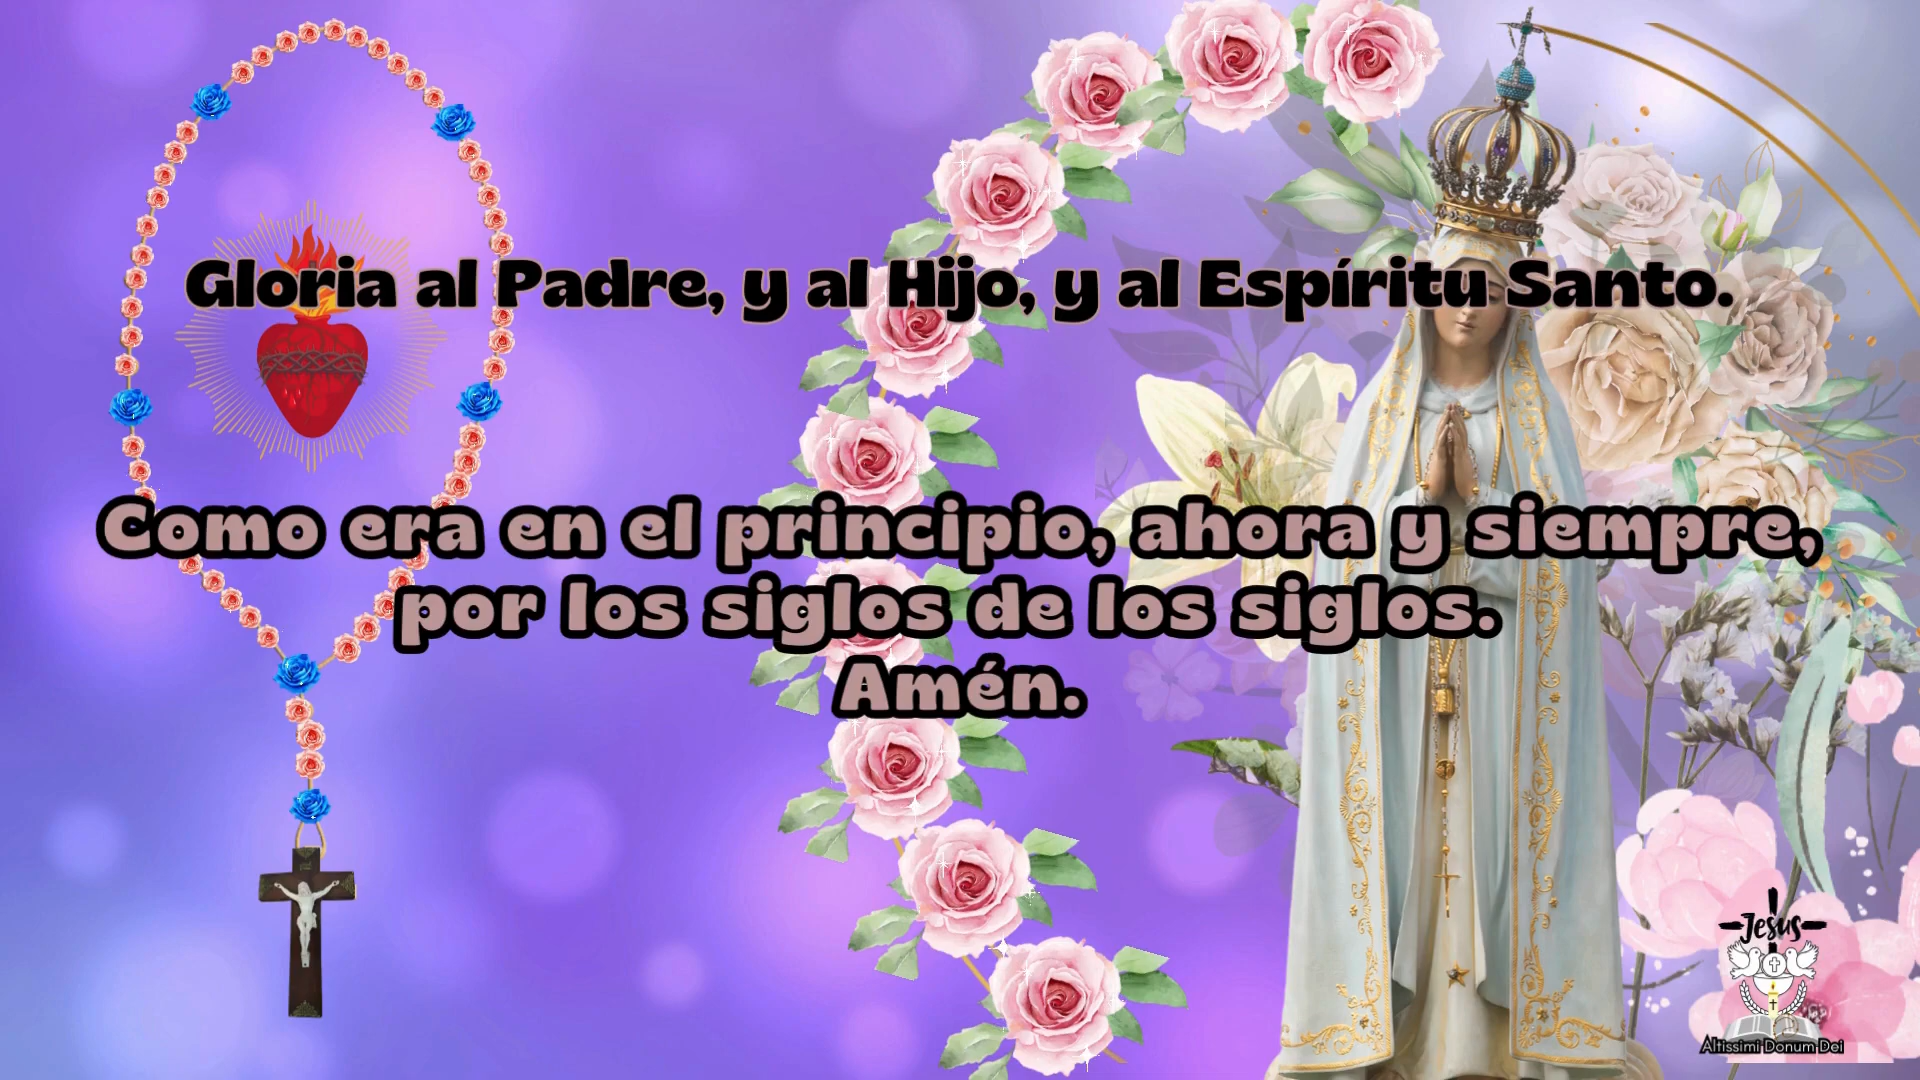 Gloria al Padre, y al Hijo, y al Espíritu Santo.
Como era en el principio, ahora y siempre,
por los siglos de los siglos.
Amén.
Jesus
Altissimi Donum Dei